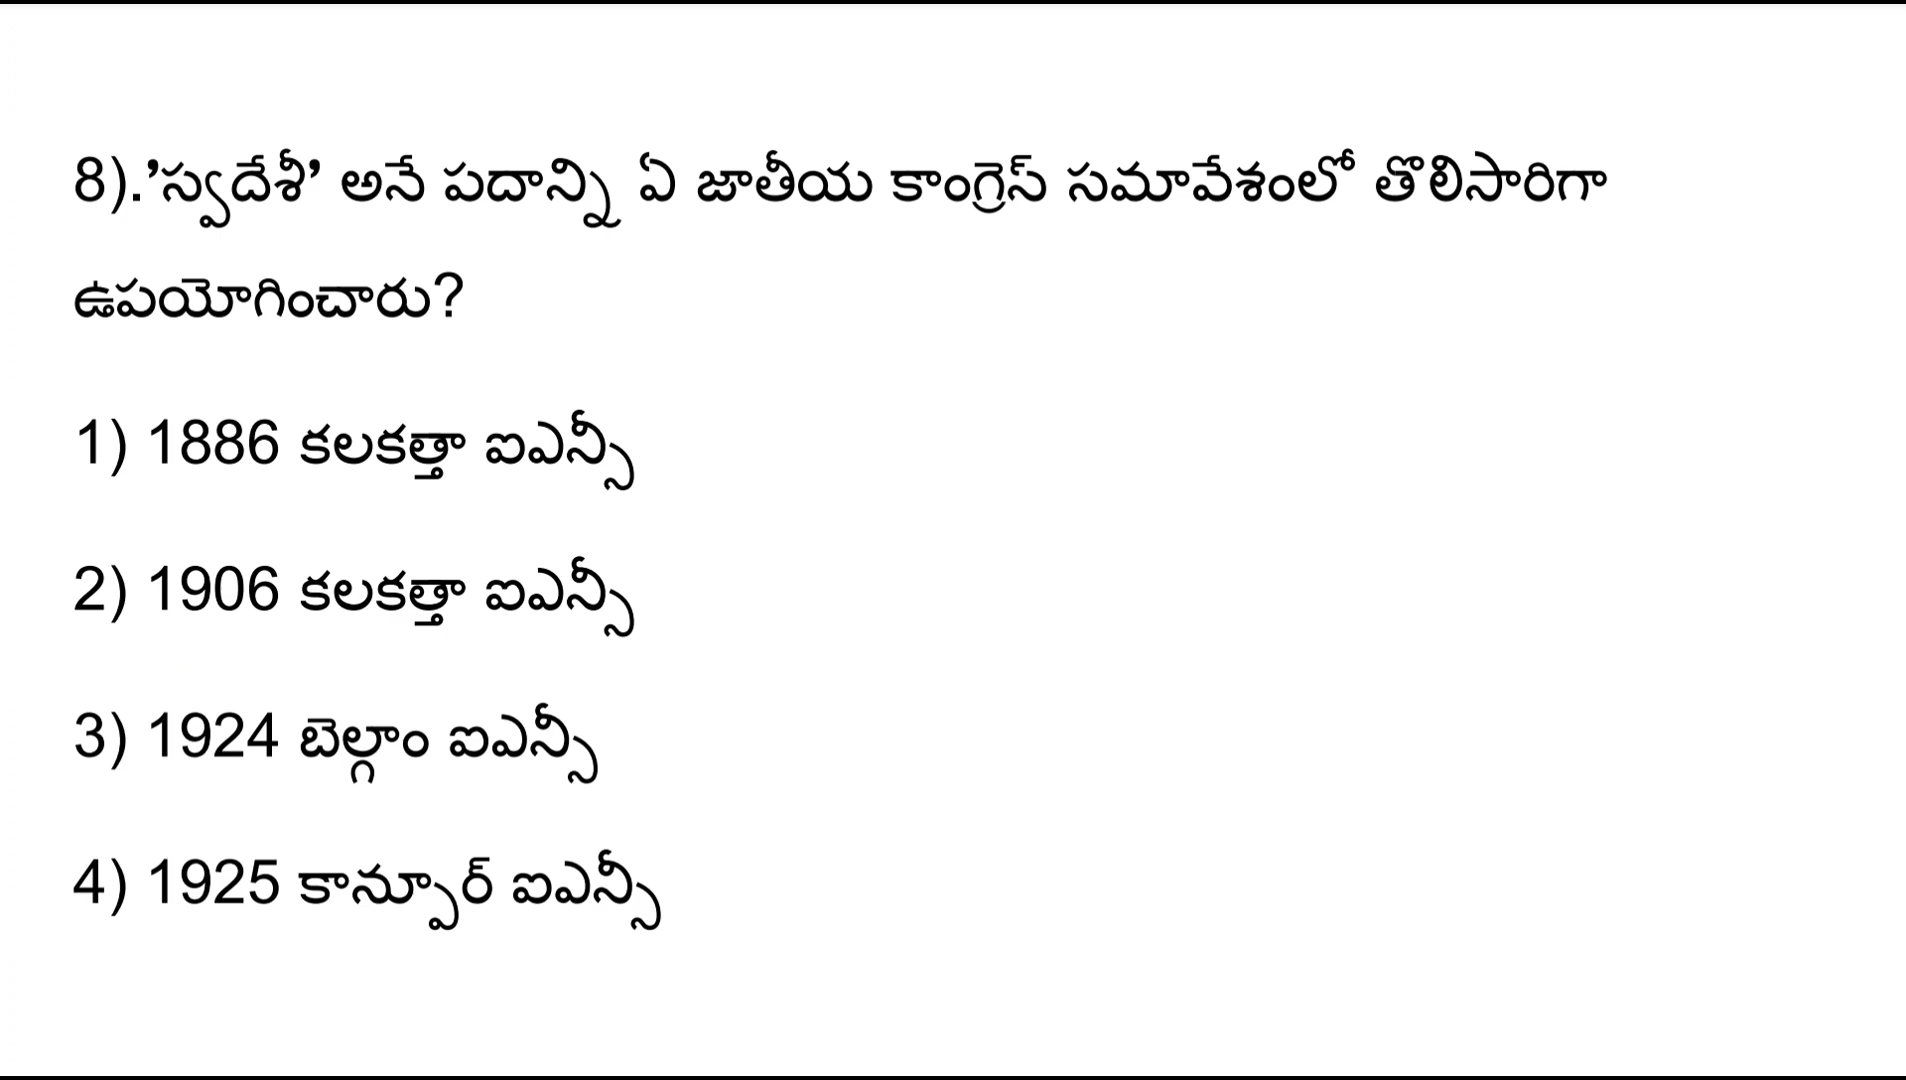 8).’స్వదేశీ’ అనే పదాన్ని ఏ జాతీయ కాంగ్రెస్ సమావేశంలో తొలిసారిగా
ఉపయోగించారు?
1) 1886 కలకత్తా ఐఎన్సీ
2) 1906 కలకత్తా ఐఎన్సీ
3) 1924 బెల్గాం ఐఎన్సీ
4) 1925 కాన్పూర్ ఐఎన్సీ